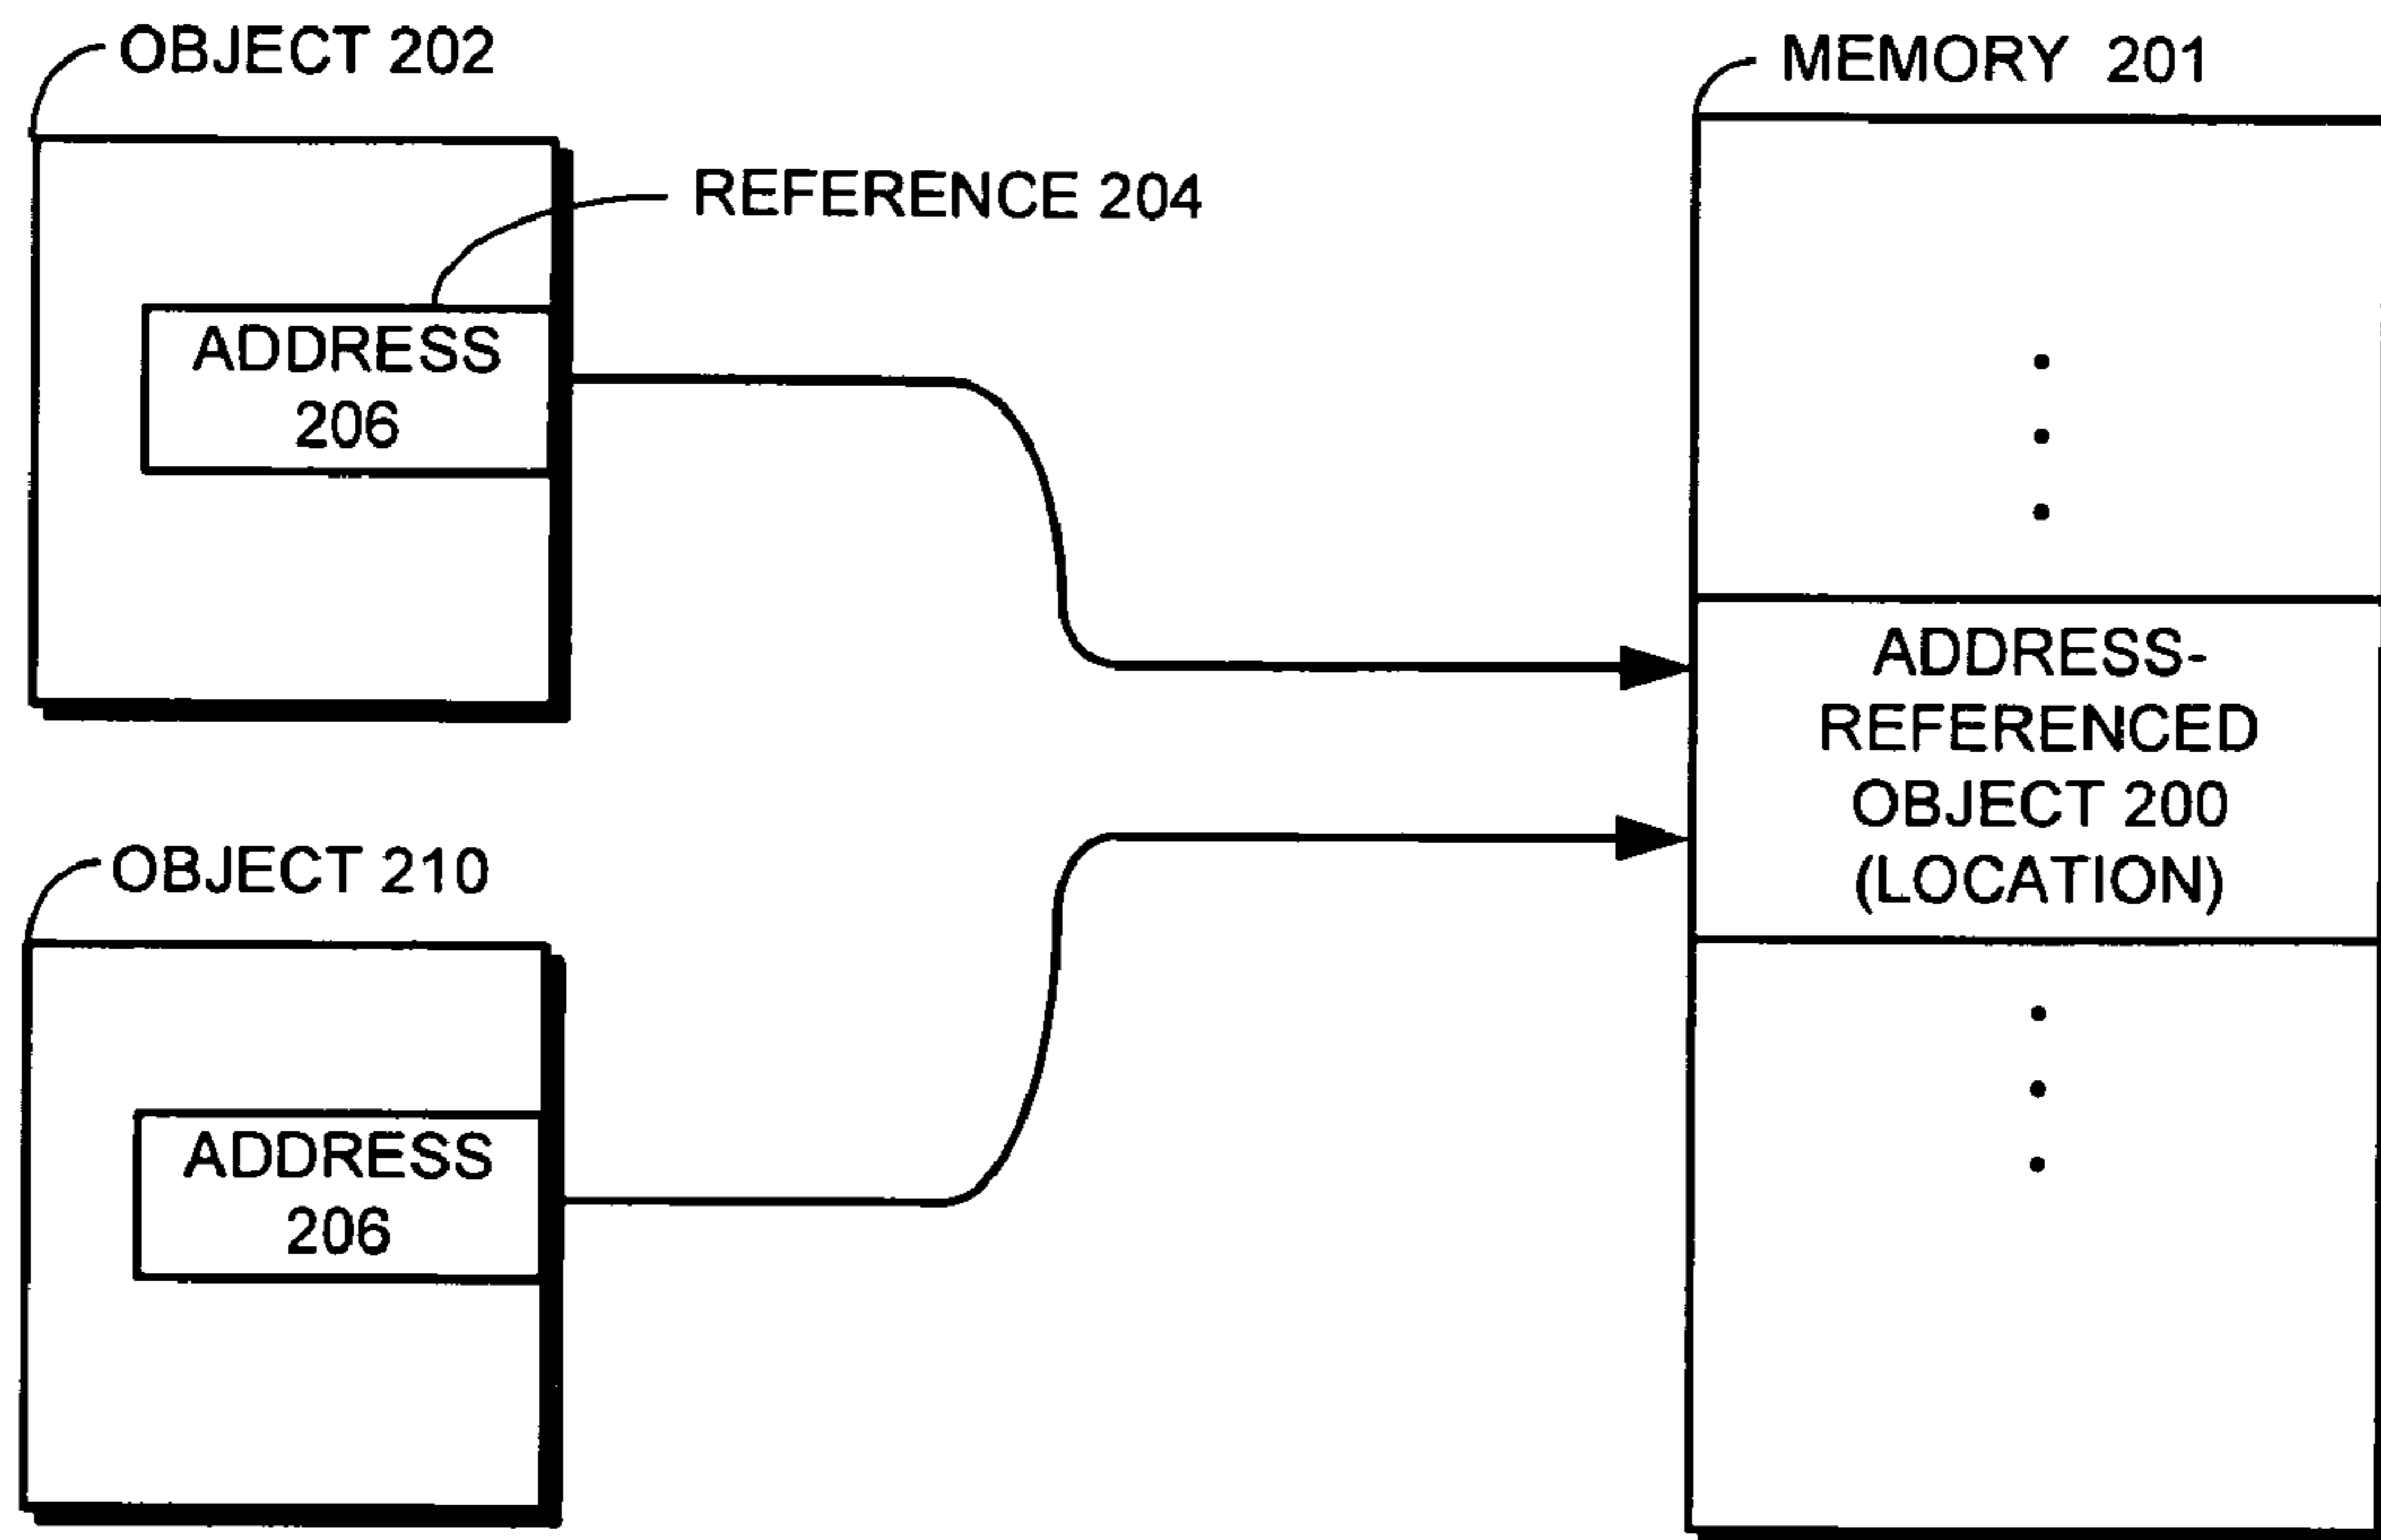 OBJECT 202
REFERENCE 204
ADDRESS
206
OBJECT 210
ADDRESS
206
MEMORY 201
ADDRESS-
REFERENCED
OBJECT 200
(LOCATION)